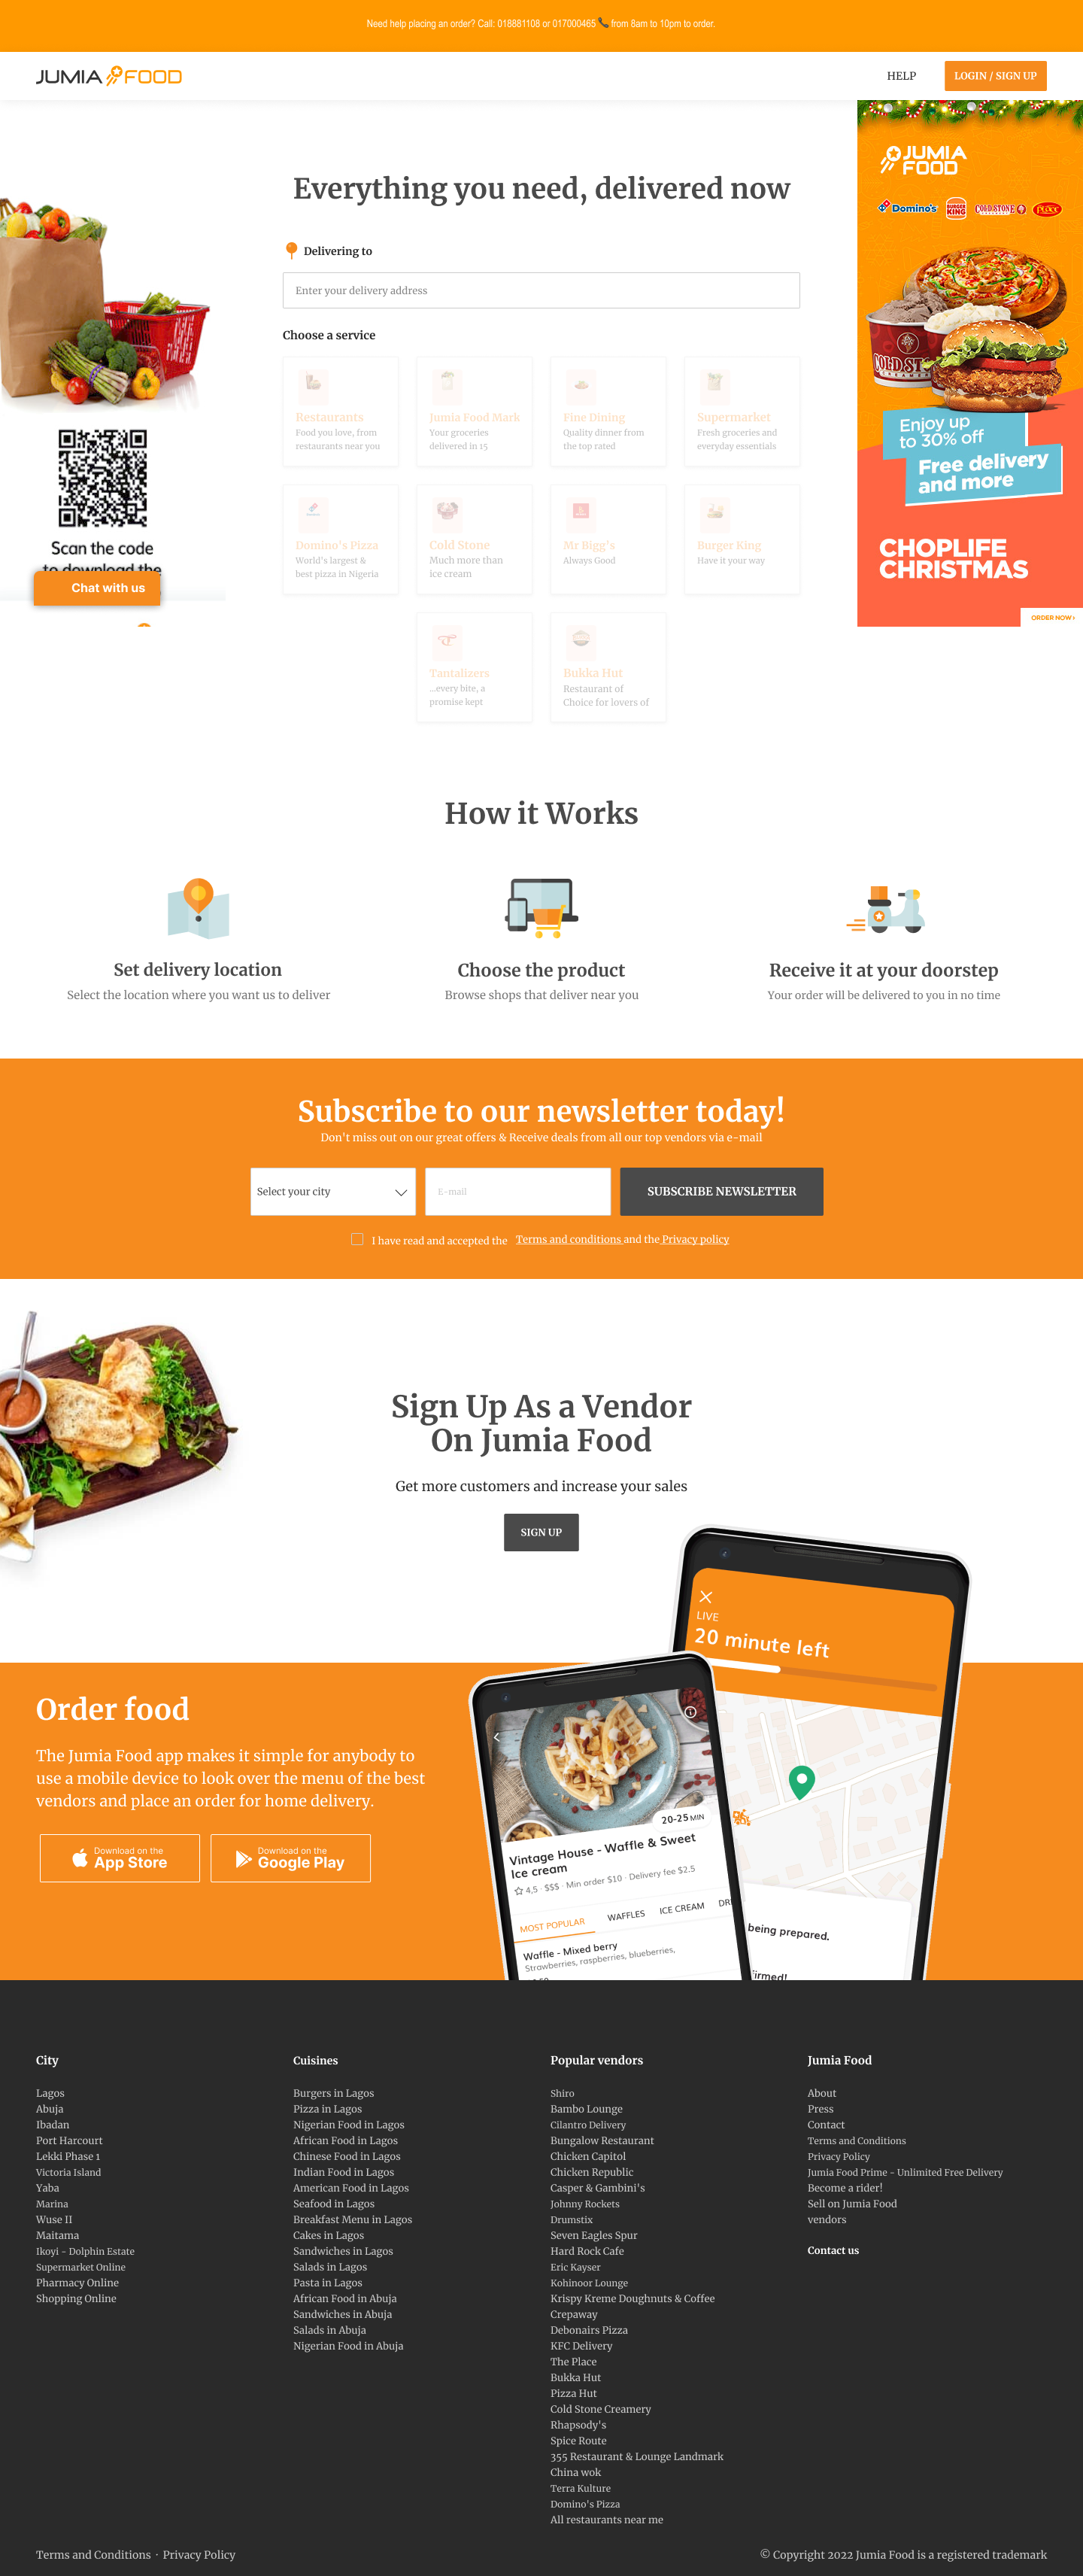 Need help placing an order? Call: 018881108 or 017000465 📞 from 8am to 10pm to order.
JUMIA FOOD
HELP
LOGIN / SIGN UP
JUMIA
FOOD
Domino's
BURGER KING
COLD STONE
Everything you need, delivered now
Delivering to
Enter your delivery address
Choose a service
Restaurants
Food you love, from
restaurants near you
Jumia Food Mark
Your groceries
delivered in 15
Fine Dining
Quality dinner from
the top rated
Supermarket
Fresh groceries and
everyday essentials
COLD STONE
Enjoy up
to 30% off
Free delivery
and more
Domino's Pizza
World's largest &
best pizza in Nigeria
Cold Stone
Much more than
ice cream
Mr Bigg's
Always Good
Burger King
Have it your way
CHOPLIFE
CHRISTMAS
ORDER NOW ›
Scan the code
to download the
Chat with us
Tantalizers
...every bite, a
promise kept
Bukka Hut
Restaurant of
Choice for lovers of
How it Works
Set delivery location
Select the location where you want us to deliver
Choose the product
Browse shops that deliver near you
Receive it at your doorstep
Your order will be delivered to you in no time
Subscribe to our newsletter today!
Don't miss out on our great offers & Receive deals from all our top vendors via e-mail
Select your city
E-mail
SUBSCRIBE NEWSLETTER
I have read and accepted the Terms and conditions and the Privacy policy
Sign Up As a Vendor
On Jumia Food
Get more customers and increase your sales
SIGN UP
LIVE
20 minute left
Order food
The Jumia Food app makes it simple for anybody to
use a mobile device to look over the menu of the best
vendors and place an order for home delivery.
Download on the
App Store
Download on the
Google Play
20-25 MIN
Vintage House - Waffle & Sweet
Ice cream
4,5 · $$$ · Min order $10 · Delivery fee $2.5
MOST POPULAR
WAFFLES
ICE CREAM
Waffle - Mixed berry
Strawberries, raspberries, blueberries,
being prepared.
City
Lagos
Abuja
Ibadan
Port Harcourt
Lekki Phase 1
Victoria Island
Yaba
Marina
Wuse II
Maitama
Ikoyi - Dolphin Estate
Supermarket Online
Pharmacy Online
Shopping Online
Cuisines
Burgers in Lagos
Pizza in Lagos
Nigerian Food in Lagos
African Food in Lagos
Chinese Food in Lagos
Indian Food in Lagos
American Food in Lagos
Seafood in Lagos
Breakfast Menu in Lagos
Cakes in Lagos
Sandwiches in Lagos
Salads in Lagos
Pasta in Lagos
African Food in Abuja
Sandwiches in Abuja
Salads in Abuja
Nigerian Food in Abuja
Popular vendors
Shiro
Bambo Lounge
Cilantro Delivery
Bungalow Restaurant
Chicken Capitol
Chicken Republic
Casper & Gambini's
Johnny Rockets
Drumstix
Seven Eagles Spur
Hard Rock Cafe
Eric Kayser
Kohinoor Lounge
Krispy Kreme Doughnuts & Coffee
Crepaway
Debonairs Pizza
KFC Delivery
The Place
Bukka Hut
Pizza Hut
Cold Stone Creamery
Rhapsody's
Spice Route
355 Restaurant & Lounge Landmark
China wok
Terra Kulture
Domino's Pizza
All restaurants near me
Jumia Food
About
Press
Contact
Terms and Conditions
Privacy Policy
Jumia Food Prime - Unlimited Free Delivery
Become a rider!
Sell on Jumia Food
vendors
Contact us
Terms and Conditions · Privacy Policy
© Copyright 2022 Jumia Food is a registered trademark